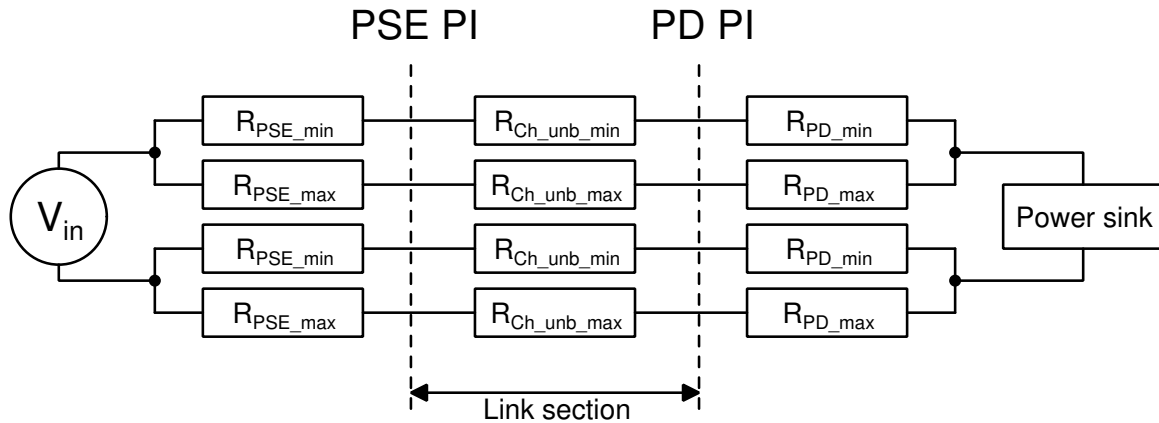 PSE PI PD PI
R_PSE_min R_Ch_unb_min R_PD_min
R_PSE_max R_Ch_unb_max R_PD_max
V_in Power sink
R_PSE_min R_Ch_unb_min R_PD_min
R_PSE_max R_Ch_unb_max R_PD_max
Link section